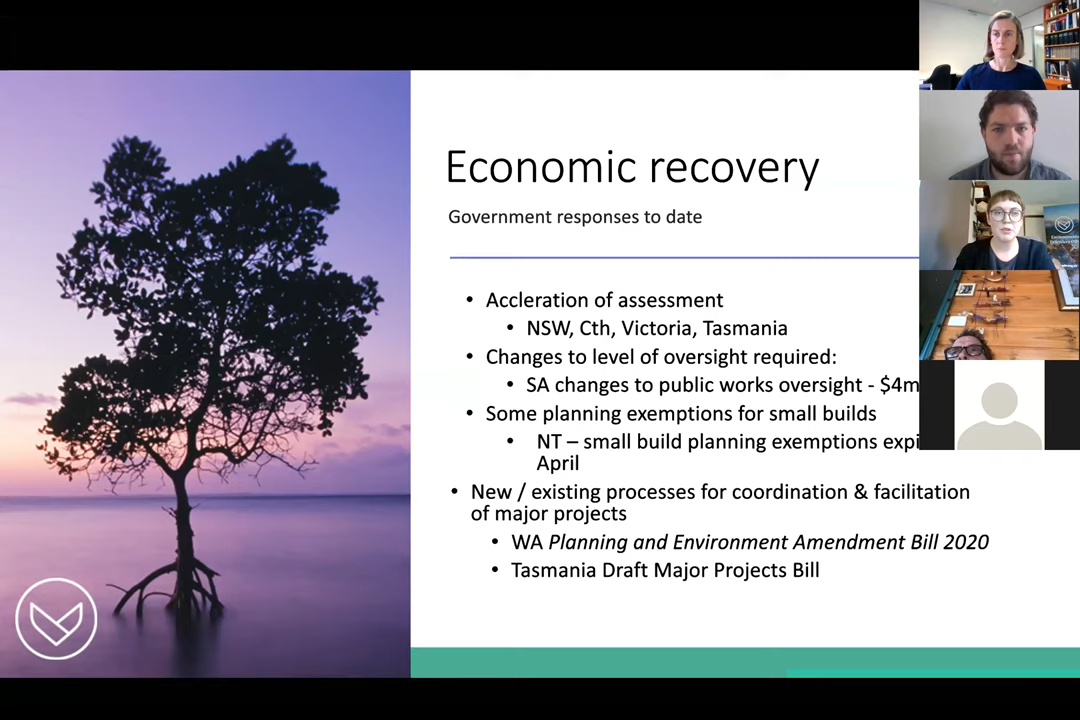 Economic recovery
Government responses to date
• Accleration of assessment
• NSW, Cth, Victoria, Tasmania
• Changes to level of oversight required:
• SA changes to public works oversight - $4m
• Some planning exemptions for small builds
• NT – small build planning exemptions
April
• New / existing processes for coordination & facilitation
of major projects
• WA Planning and Environment Amendment Bill 2020
• Tasmania Draft Major Projects Bill